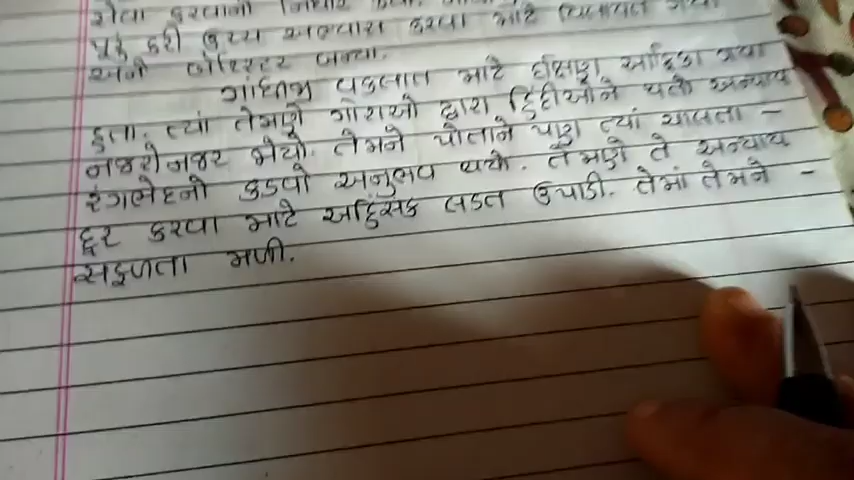 સેવા કરવાનો નિર્ધાર
પૂરું કરી ઉચ્ચ અભ્યાસ કરવા માટે વિલાયત ગયા
અને બૅરિસ્ટર બન્યા.
ગાંધીજી વકીલાત માટે દક્ષિણ આફ્રિકા ગયા
હતા. ત્યાં તેમણે ગોરાઓ દ્વારા હિંદીઓને થતો અન્યાય
નજરોનજર જોયો. તેમને પોતાને પણ ત્યાં ચાલતા -
રંગભેદનો કડવો અનુભવ થયો. તેમણે તે અન્યાય
દૂર કરવા માટે અહિંસક લડત ઉપાડી. તેમાં તેમને -
સફળતા મળી.